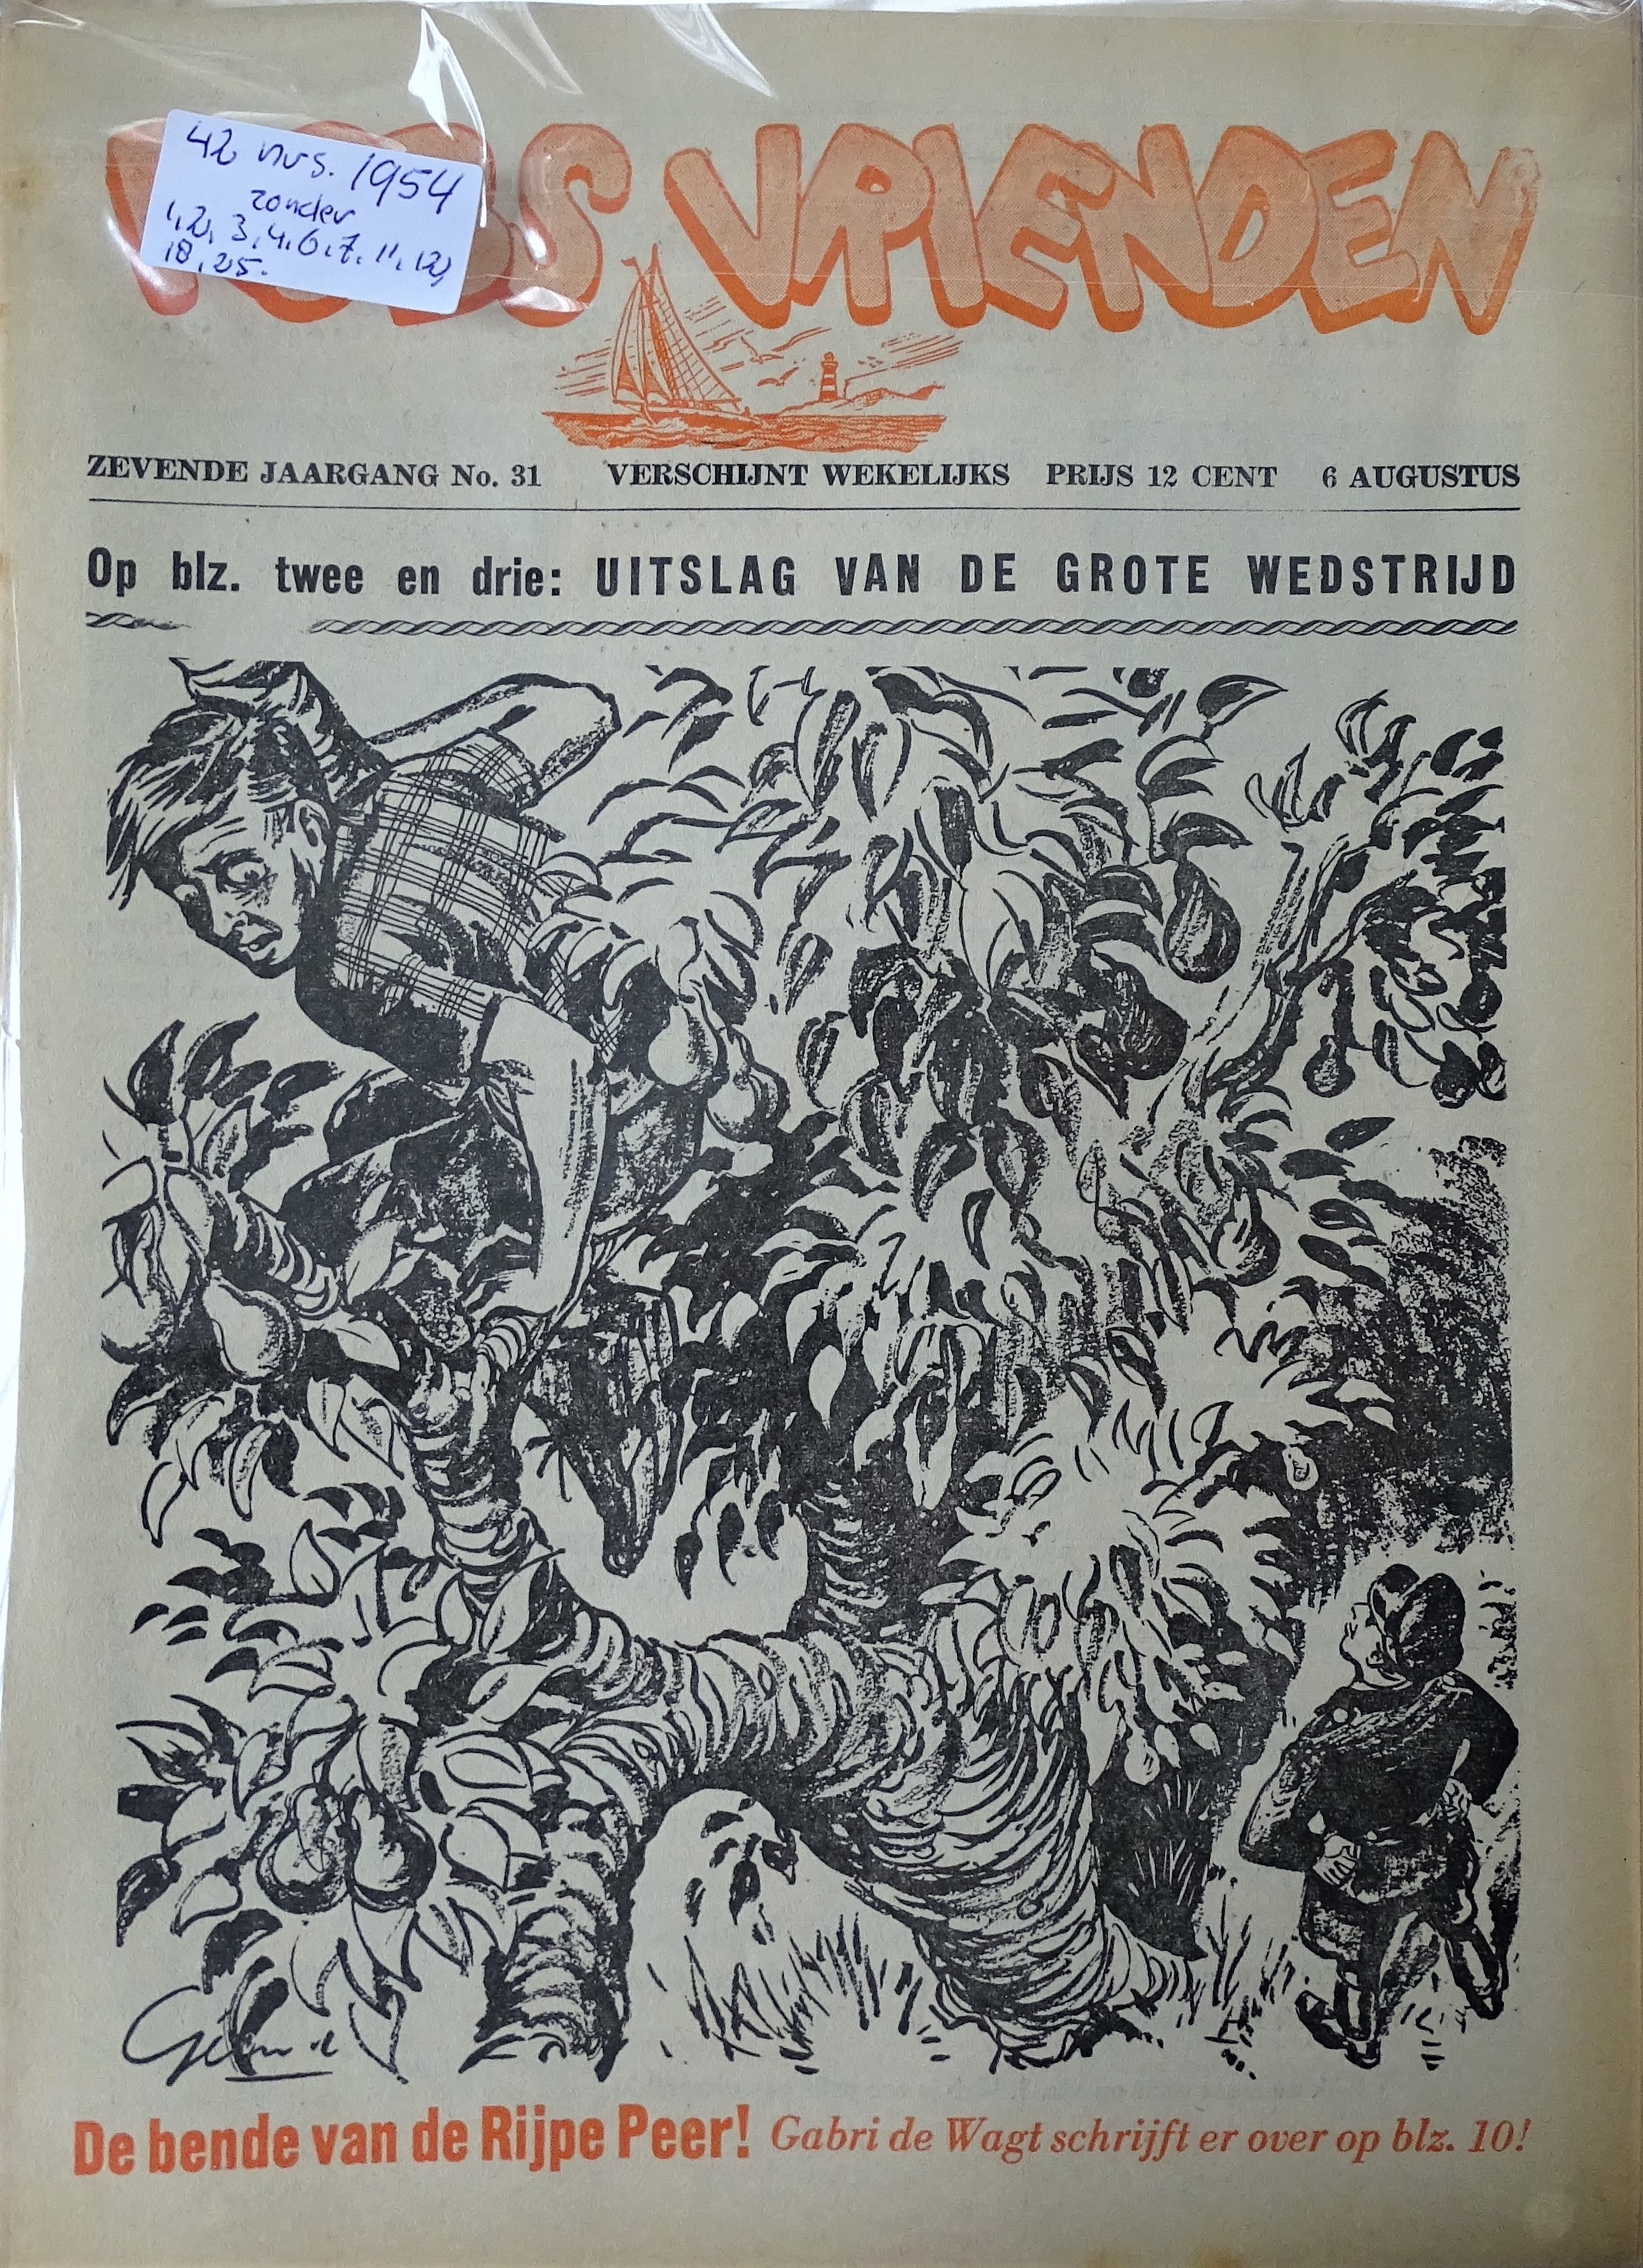 ROBS VRIENDEN
42 nrs. 1954
zonder
1, 2, 3, 4, 6, 7, 11, 12,
18, 25.
ZEVENDE JAARGANG No. 31 VERSCHIJNT WEKELIJKS PRIJS 12 CENT 6 AUGUSTUS
Op blz. twee en drie: UITSLAG VAN DE GROTE WEDSTRIJD
De bende van de Rijpe Peer! Gabri de Wagt schrijft er over op blz. 10!